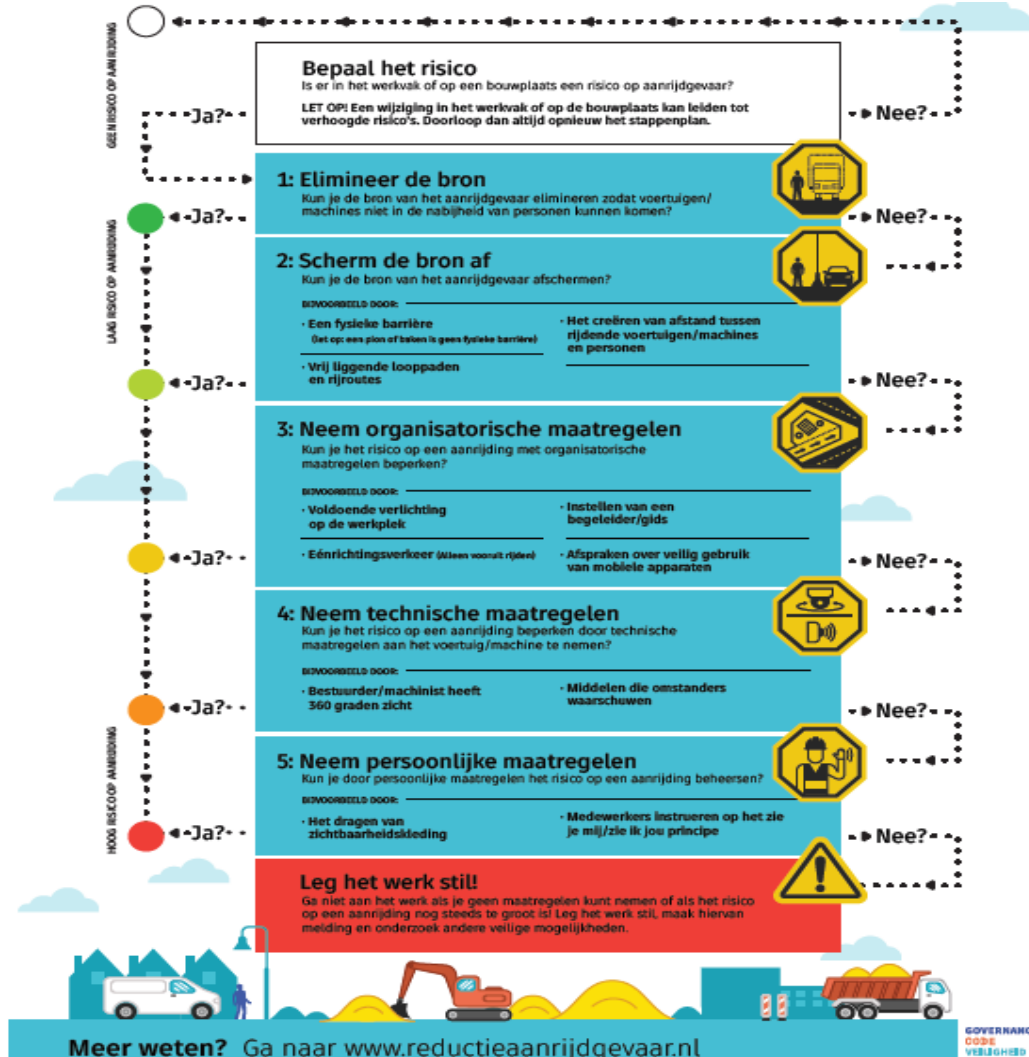 GEEN RISICO OP AANRIJDING
Bepaal het risico
Is er in het werkvak of op een bouwplaats een risico op aanrijdgevaar?
LET OP! Een wijziging in het werkvak of op de bouwplaats kan leiden tot
verhoogde risico's. Doorloop dan altijd opnieuw het stappenplan.
Ja?
Nee?
1: Elimineer de bron
Kun je de bron van het aanrijdgevaar elimineren zodat voertuigen/
machines niet in de nabijheid van personen kunnen komen?
Ja?
Nee?
LAAG RISICO OP AANRIJDING
2: Scherm de bron af
Kun je de bron van het aanrijdgevaar afschermen?
BIJVOORBEELD DOOR:
· Een fysieke barrière
(let op: een pion of baken is geen fysieke barrière)
· Vrij liggende looppaden
en rijroutes
· Het creëren van afstand tussen
rijdende voertuigen/machines
en personen
Ja?
Nee?
3: Neem organisatorische maatregelen
Kun je het risico op een aanrijding met organisatorische
maatregelen beperken?
BIJVOORBEELD DOOR:
· Voldoende verlichting
op de werkplek
· Eénrichtingsverkeer (Alleen vooruit rijden)
· Instellen van een
begeleider/gids
· Afspraken over veilig gebruik
van mobiele apparaten
Ja?
Nee?
4: Neem technische maatregelen
Kun je het risico op een aanrijding beperken door technische
maatregelen aan het voertuig/machine te nemen?
BIJVOORBEELD DOOR:
· Bestuurder/machinist heeft
360 graden zicht
· Middelen die omstanders
waarschuwen
Ja?
Nee?
HOOG RISICO OP AANRIJDING
5: Neem persoonlijke maatregelen
Kun je door persoonlijke maatregelen het risico op een aanrijding beheersen?
BIJVOORBEELD DOOR:
· Het dragen van
zichtbaarheidskleding
· Medewerkers instrueren op het zie
je mij/zie ik jou principe
Ja?
Nee?
Leg het werk stil!
Ga niet aan het werk als je geen maatregelen kunt nemen of als het risico
op een aanrijding nog steeds te groot is! Leg het werk stil, maak hiervan
melding en onderzoek andere veilige mogelijkheden.
Meer weten? Ga naar www.reductieaanrijdgevaar.nl
GOVERNANC
CODE
VEILIGHEID